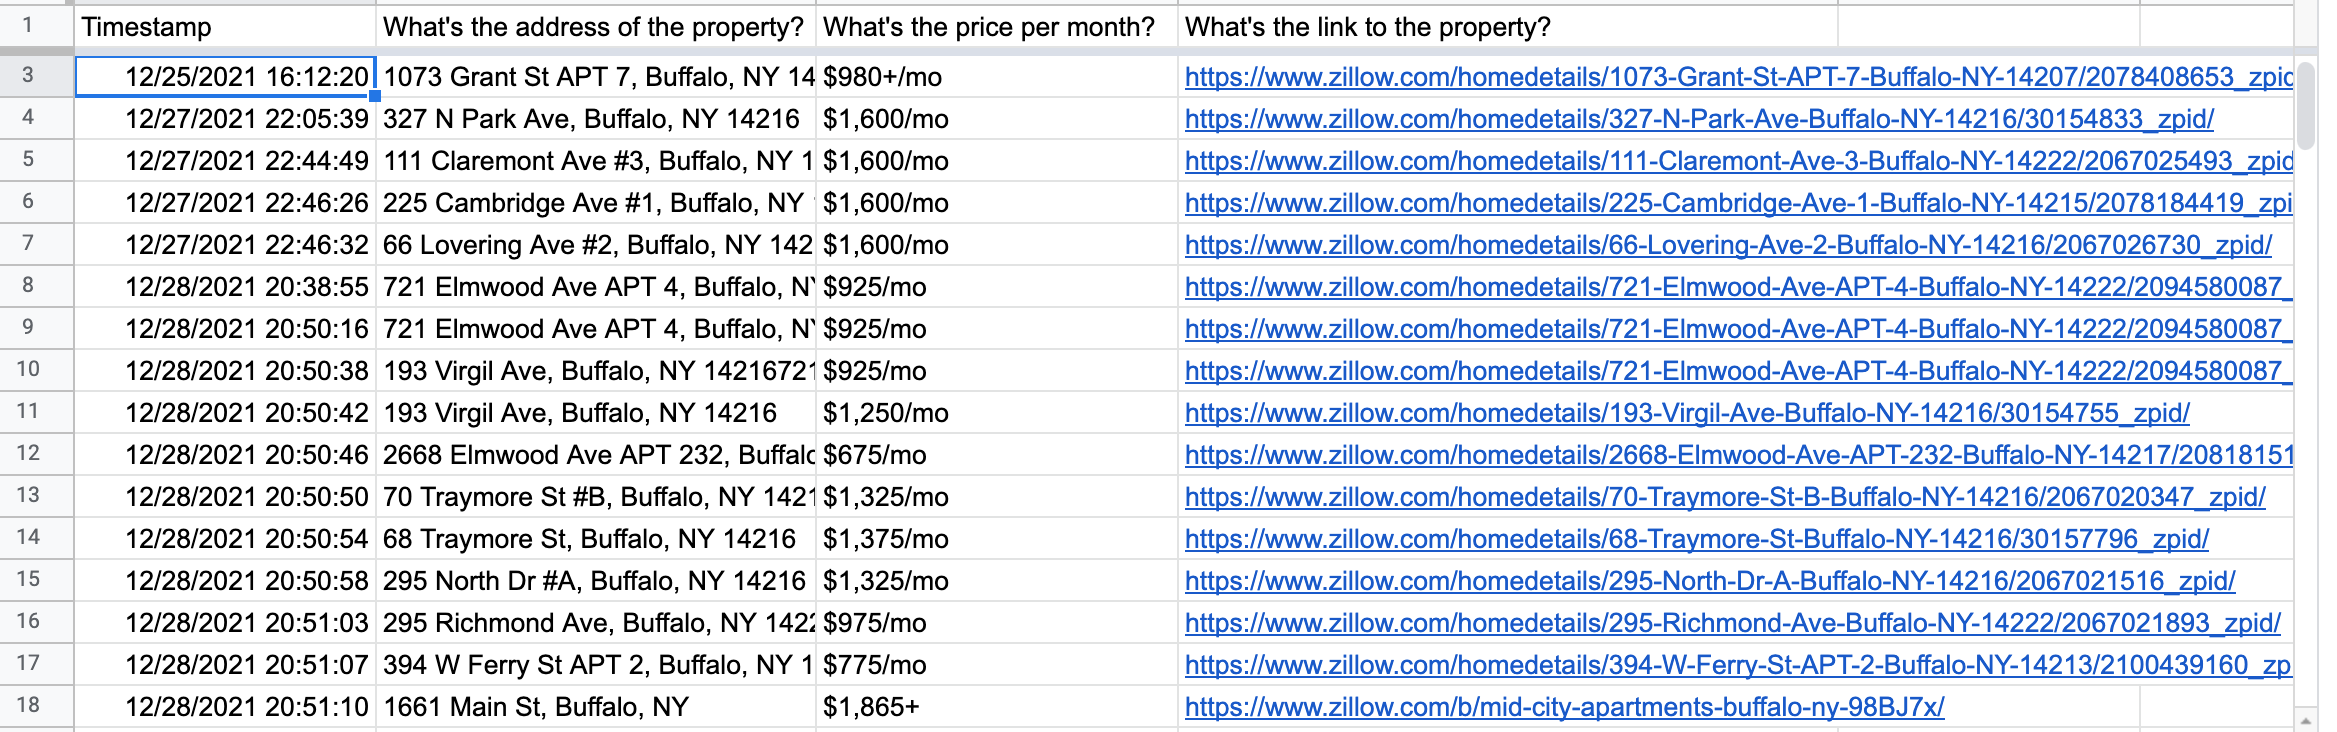 1 Timestamp What's the address of the property? What's the price per month? What's the link to the property?
3 12/25/2021 16:12:20 1073 Grant St APT 7, Buffalo, NY 14 $980+/mo https://www.zillow.com/homedetails/1073-Grant-St-APT-7-Buffalo-NY-14207/2078408653_zpid
4 12/27/2021 22:05:39 327 N Park Ave, Buffalo, NY 14216 $1,600/mo https://www.zillow.com/homedetails/327-N-Park-Ave-Buffalo-NY-14216/30154833_zpid/
5 12/27/2021 22:44:49 111 Claremont Ave #3, Buffalo, NY 1 $1,600/mo https://www.zillow.com/homedetails/111-Claremont-Ave-3-Buffalo-NY-14222/2067025493_zpid
6 12/27/2021 22:46:26 225 Cambridge Ave #1, Buffalo, NY $1,600/mo https://www.zillow.com/homedetails/225-Cambridge-Ave-1-Buffalo-NY-14215/2078184419_zpi
7 12/27/2021 22:46:32 66 Lovering Ave #2, Buffalo, NY 142 $1,600/mo https://www.zillow.com/homedetails/66-Lovering-Ave-2-Buffalo-NY-14216/2067026730_zpid/
8 12/28/2021 20:38:55 721 Elmwood Ave APT 4, Buffalo, NY $925/mo https://www.zillow.com/homedetails/721-Elmwood-Ave-APT-4-Buffalo-NY-14222/2094580087_
9 12/28/2021 20:50:16 721 Elmwood Ave APT 4, Buffalo, NY $925/mo https://www.zillow.com/homedetails/721-Elmwood-Ave-APT-4-Buffalo-NY-14222/2094580087_
10 12/28/2021 20:50:38 193 Virgil Ave, Buffalo, NY 14216721 $925/mo https://www.zillow.com/homedetails/721-Elmwood-Ave-APT-4-Buffalo-NY-14222/2094580087_
11 12/28/2021 20:50:42 193 Virgil Ave, Buffalo, NY 14216 $1,250/mo https://www.zillow.com/homedetails/193-Virgil-Ave-Buffalo-NY-14216/30154755_zpid/
12 12/28/2021 20:50:46 2668 Elmwood Ave APT 232, Buffalo $675/mo https://www.zillow.com/homedetails/2668-Elmwood-Ave-APT-232-Buffalo-NY-14217/20818151
13 12/28/2021 20:50:50 70 Traymore St #B, Buffalo, NY 1421 $1,325/mo https://www.zillow.com/homedetails/70-Traymore-St-B-Buffalo-NY-14216/2067020347_zpid/
14 12/28/2021 20:50:54 68 Traymore St, Buffalo, NY 14216 $1,375/mo https://www.zillow.com/homedetails/68-Traymore-St-Buffalo-NY-14216/30157796_zpid/
15 12/28/2021 20:50:58 295 North Dr #A, Buffalo, NY 14216 $1,325/mo https://www.zillow.com/homedetails/295-North-Dr-A-Buffalo-NY-14216/2067021516_zpid/
16 12/28/2021 20:51:03 295 Richmond Ave, Buffalo, NY 1422 $975/mo https://www.zillow.com/homedetails/295-Richmond-Ave-Buffalo-NY-14222/2067021893_zpid/
17 12/28/2021 20:51:07 394 W Ferry St APT 2, Buffalo, NY 1 $775/mo https://www.zillow.com/homedetails/394-W-Ferry-St-APT-2-Buffalo-NY-14213/2100439160_zp
18 12/28/2021 20:51:10 1661 Main St, Buffalo, NY $1,865+ https://www.zillow.com/b/mid-city-apartments-buffalo-ny-98BJ7x/